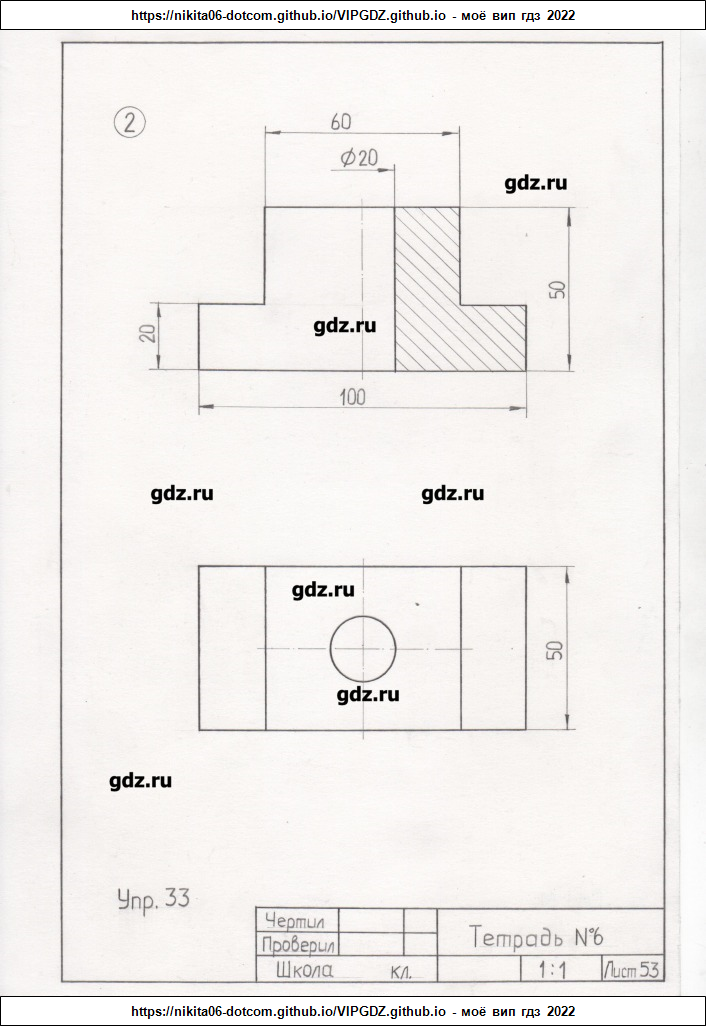 https://nikita06-dotcom.github.io/VIPGDZ.github.io - моё вип гдз 2022
2
60
Ø20
gdz.ru
50
gdz.ru
20
100
gdz.ru gdz.ru
gdz.ru
50
gdz.ru
gdz.ru
Упр. 33
Чертил
Проверил
Тетрадь №6
Школа кл.
1:1
Лист 53
https://nikita06-dotcom.github.io/VIPGDZ.github.io - моё вип гдз 2022